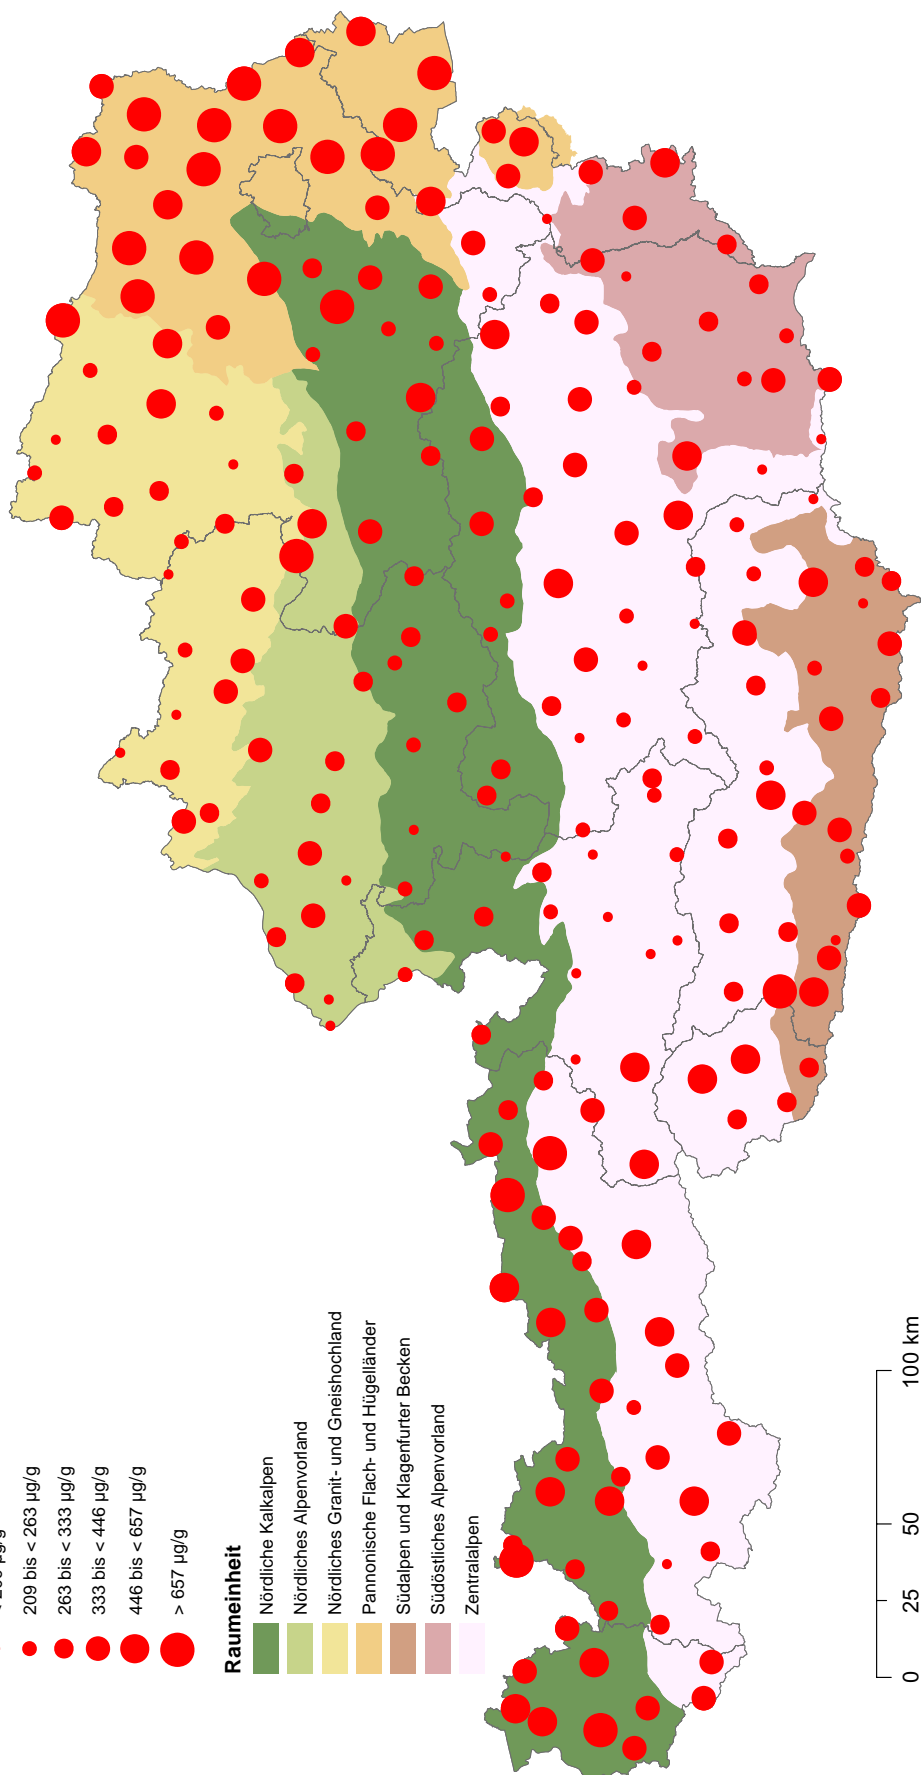 209 bis < 263 µg/g
263 bis < 333 µg/g
333 bis < 446 µg/g
446 bis < 657 µg/g
> 657 µg/g
Raumeinheit
Nördliche Kalkalpen
Nördliches Alpenvorland
Nördliches Granit- und Gneishochland
Pannonische Flach- und Hügelländer
Südalpen und Klagenfurter Becken
Südöstliches Alpenvorland
Zentralalpen
0 25 50 100 km